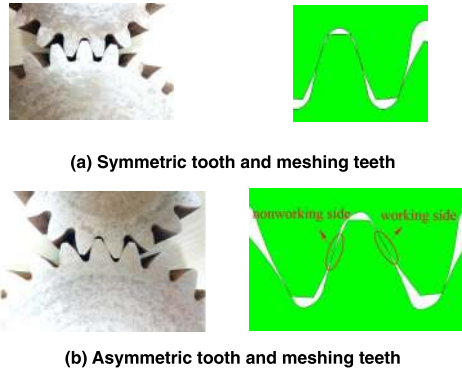 (a) Symmetric tooth and meshing teeth
nonworking side
working side
(b) Asymmetric tooth and meshing teeth